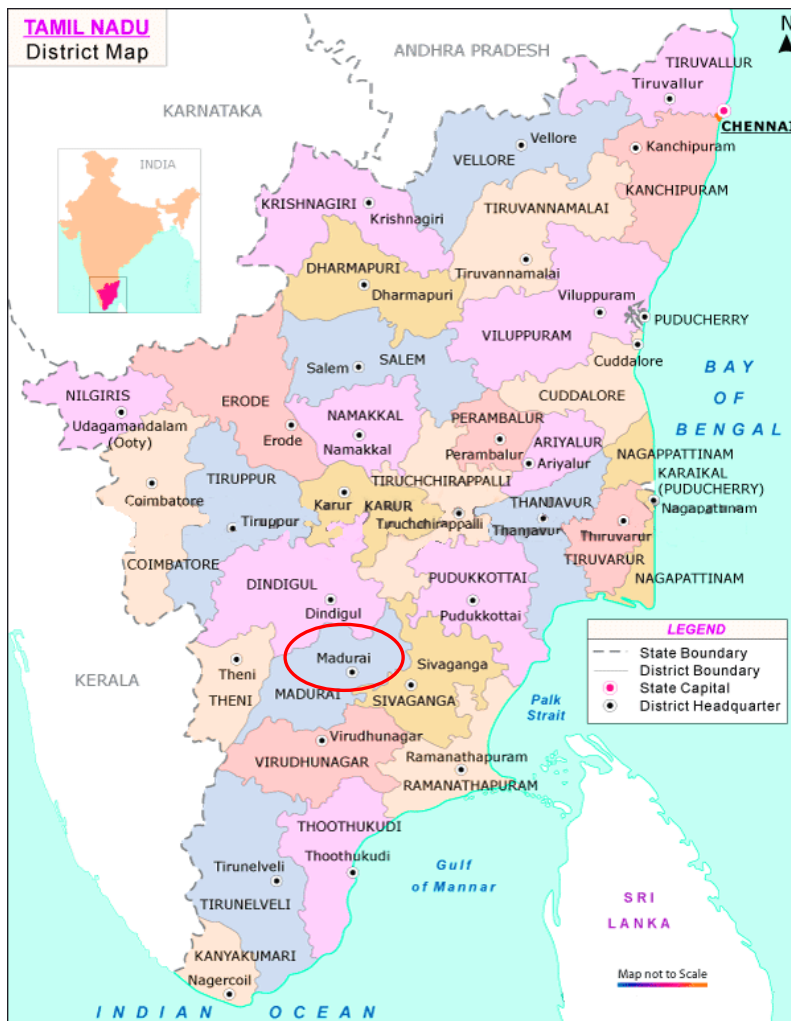 TAMIL NADU
District Map
N
ANDHRA PRADESH
KARNATAKA
INDIA
TIRUVALLUR
Tiruvallur
CHENNAI
Vellore
VELLORE
Kanchipuram
KANCHIPURAM
KRISHNAGIRI
Krishnagiri
TIRUVANNAMALAI
Tiruvannamalai
DHARMAPURI
Dharmapuri
Viluppuram
VILUPPURAM
PUDUCHERRY
Cuddalore
CUDDALORE
SALEM
Salem
BAY
OF
BENGAL
NILGIRIS
Udagamandalam
(Ooty)
ERODE
Erode
NAMAKKAL
Namakkal
PERAMBALUR
Perambalur
ARIYALUR
Ariyalur
NAGAPPATTINAM
KARAIKAL
(PUDUCHERRY)
Nagapattnam
TIRUPPUR
Tiruppur
Coimbatore
COIMBATORE
Karur
KARUR
TIRUCHCHIRAPPALLI
Tiruchchirappalli
THANJAVUR
Thanjavur
Thiruvarur
TIRUVARUR
NAGAPATTINAM
DINDIGUL
Dindigul
PUDUKKOTTAI
Pudukkottai
KERALA
Theni
THENI
Madurai
MADURAI
Sivaganga
SIVAGANGA
LEGEND
State Boundary
District Boundary
State Capital
District Headquarter
Palk
Strait
Virudhunagar
VIRUDHUNAGAR
Ramanathapuram
RAMANATHAPURAM
THOOTHUKUDI
Thoothukudi
Tirunelveli
TIRUNELVELI
Gulf
of Mannar
SRI
LANKA
KANYAKUMARI
Nagercoil
Map not to Scale
INDIAN OCEAN